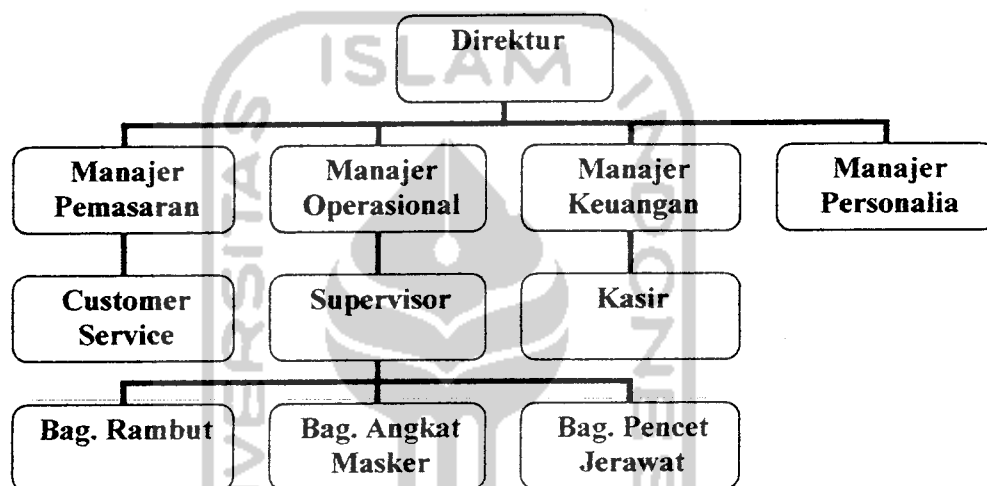 Direktur
Manajer
Pemasaran
Manajer
Operasional
Manajer
Keuangan
Manajer
Personalia
Customer
Service
Supervisor
Kasir
Bag. Rambut
Bag. Angkat
Masker
Bag. Pencet
Jerawat
ISLAM